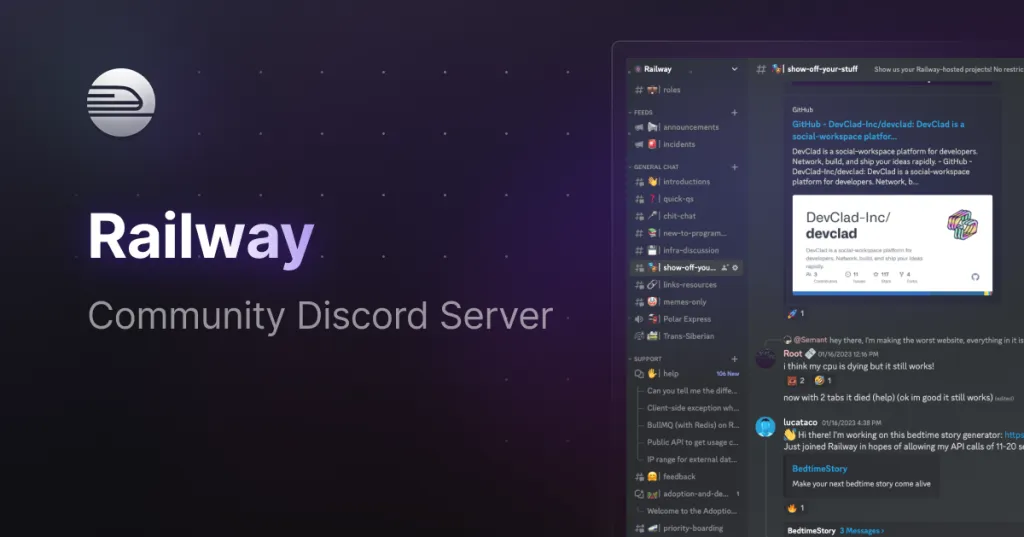 Railway
Community Discord Server
Railway
roles
FEEDS
announcements
incidents
GENERAL CHAT
introductions
quick-qs
chit-chat
new-to-program...
infra-discussion
show-off-you...
links-resources
memes-only
Polar Express
Trans-Siberian
SUPPORT
help 104 New
Can you tell me the diffe...
Client-side exception wh...
BullMQ (with Redis) on R...
Public API to get usage c...
IP range for external dat...
feedback
adoption-and-de... 1
Welcome to the Adoptio...
priority-boarding
# show-off-your-stuff Show us your Railway-hosted projects! No restric
GitHub
GitHub - DevClad-Inc/devclad: DevClad is a
social-workspace platfor...
DevClad is a social-workspace platform for developers.
Network, build, and ship your ideas rapidly. - GitHub -
DevClad-Inc/devclad: DevClad is a social-workspace
platform for developers. Network, b...
DevClad-Inc/
devclad
DevClad is a social-workspace platform for
developers. Network, build, and ship your ideas
rapidly.
3 11 117 4
Contributors Issues Stars Forks
1
@Semant hey there, I'm making the worst website, everything in it is
Root 01/16/2023 12:16 PM
i think my cpu is dying but it still works!
2 1
now with 2 tabs it died (help) (ok im good it still works) (edited)
lucataco 01/16/2023 4:38 PM
Hi there! I'm working on this bedtime story generator: https
Just joined Railway in hopes of allowing my API calls of 11-20 se
BedtimeStory
Make your next bedtime story come alive
1
BedtimeStory 3 Messages ›